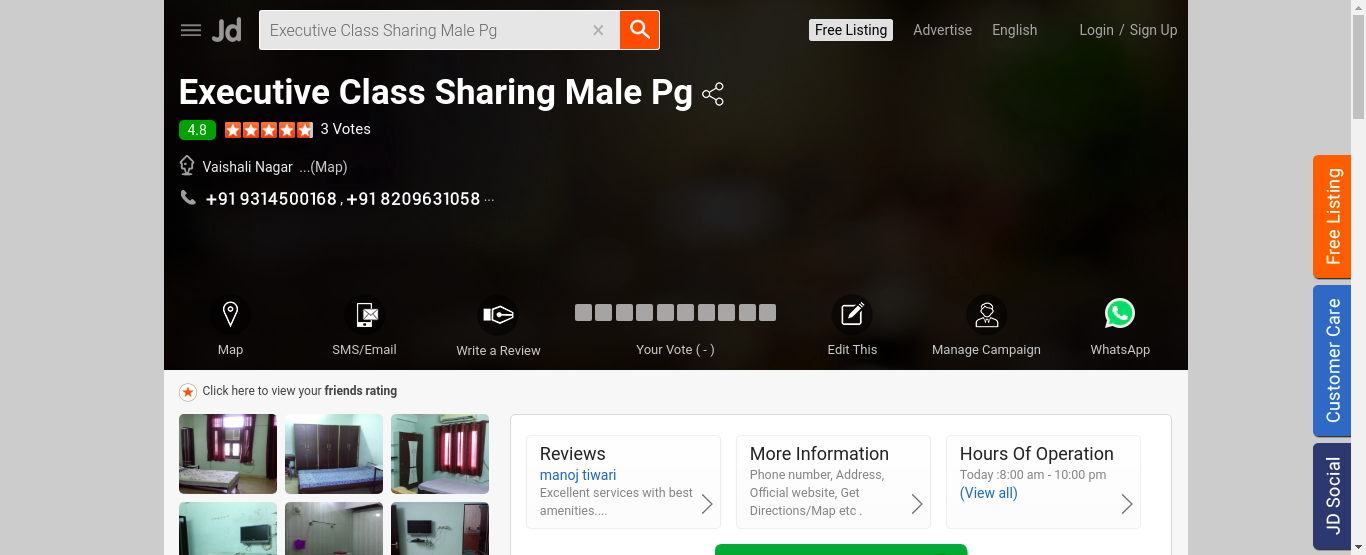 Jd
Executive Class Sharing Male Pg ×
Free Listing Advertise English Login / Sign Up
Executive Class Sharing Male Pg
4.8 3 Votes
Vaishali Nagar ...(Map)
+91 9314500168 , +91 8209631058 ...
Map SMS/Email Write a Review Your Vote ( - ) Edit This Manage Campaign WhatsApp
Click here to view your friends rating
Reviews
manoj tiwari
Excellent services with best
amenities....
More Information
Phone number, Address,
Official website, Get
Directions/Map etc .
Hours Of Operation
Today :8:00 am - 10:00 pm
(View all)
Free Listing
Customer Care
JD Social